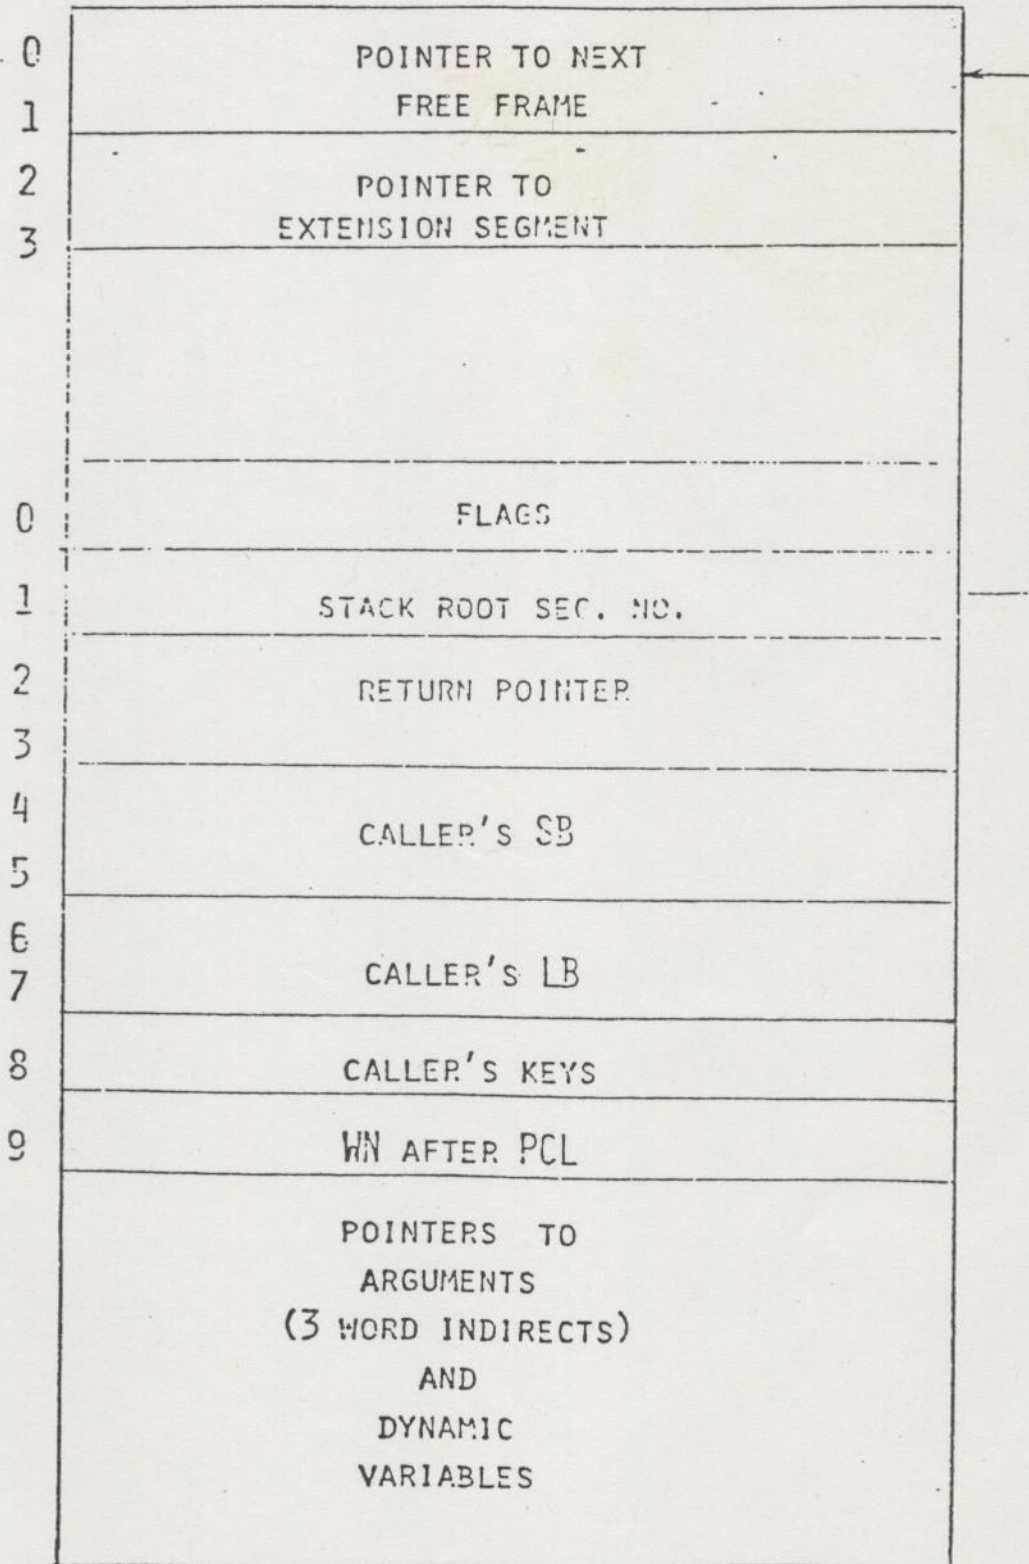 0 POINTER TO NEXT
1 FREE FRAME
2 POINTER TO
3 EXTENSION SEGMENT
0 FLAGS
1 STACK ROOT SEG. NO.
2 RETURN POINTER
3
4 CALLER'S SB
5
6
7 CALLER'S LB
8 CALLER'S KEYS
9 WN AFTER PCL
POINTERS TO
ARGUMENTS
(3 WORD INDIRECTS)
AND
DYNAMIC
VARIABLES